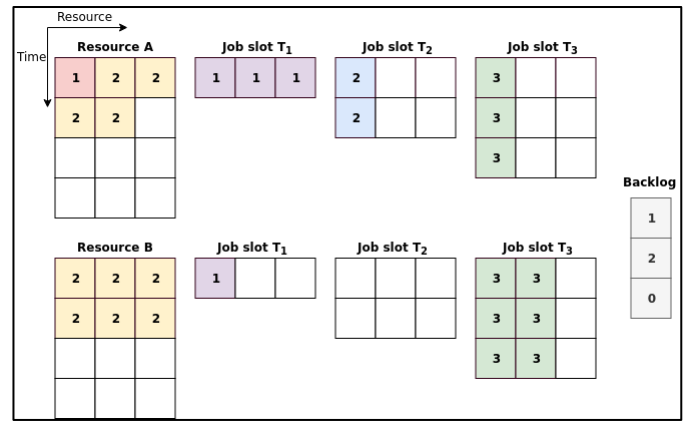 Resource
Time
Resource A
Job slot T1
Job slot T2
Job slot T3
1 2 2
1 1 1
2
3
2 2
2
3
3
Backlog
1
2
0
Resource B
Job slot T1
Job slot T2
Job slot T3
2 2 2
1
3 3
2 2 2
3 3
3 3